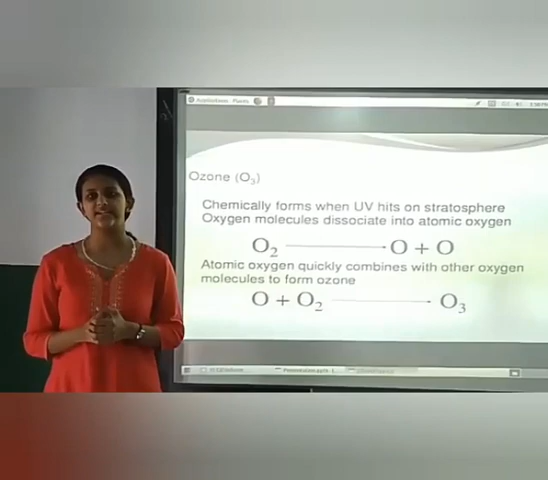 Ozone (O₃)
Chemically forms when UV hits on stratosphere
Oxygen molecules dissociate into atomic oxygen
O₂ ⟶ O + O
Atomic oxygen quickly combines with other oxygen
molecules to form ozone
O + O₂ ⟶ O₃